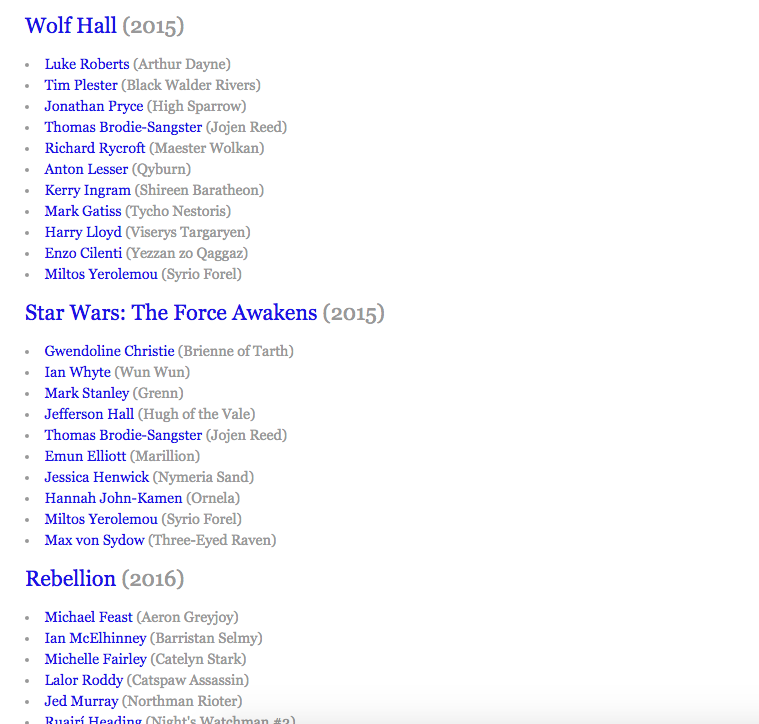 Wolf Hall (2015)
Luke Roberts (Arthur Dayne)
Tim Plester (Black Walder Rivers)
Jonathan Pryce (High Sparrow)
Thomas Brodie-Sangster (Jojen Reed)
Richard Rycroft (Maester Wolkan)
Anton Lesser (Qyburn)
Kerry Ingram (Shireen Baratheon)
Mark Gatiss (Tycho Nestoris)
Harry Lloyd (Viserys Targaryen)
Enzo Cilenti (Yezzan zo Qaggaz)
Miltos Yerolemou (Syrio Forel)
Star Wars: The Force Awakens (2015)
Gwendoline Christie (Brienne of Tarth)
Ian Whyte (Wun Wun)
Mark Stanley (Grenn)
Jefferson Hall (Hugh of the Vale)
Thomas Brodie-Sangster (Jojen Reed)
Emun Elliott (Marillion)
Jessica Henwick (Nymeria Sand)
Hannah John-Kamen (Ornela)
Miltos Yerolemou (Syrio Forel)
Max von Sydow (Three-Eyed Raven)
Rebellion (2016)
Michael Feast (Aeron Greyjoy)
Ian McElhinney (Barristan Selmy)
Michelle Fairley (Catelyn Stark)
Lalor Roddy (Catspaw Assassin)
Jed Murray (Northman Rioter)
Ruairí Heading (Night's Watchman #2)